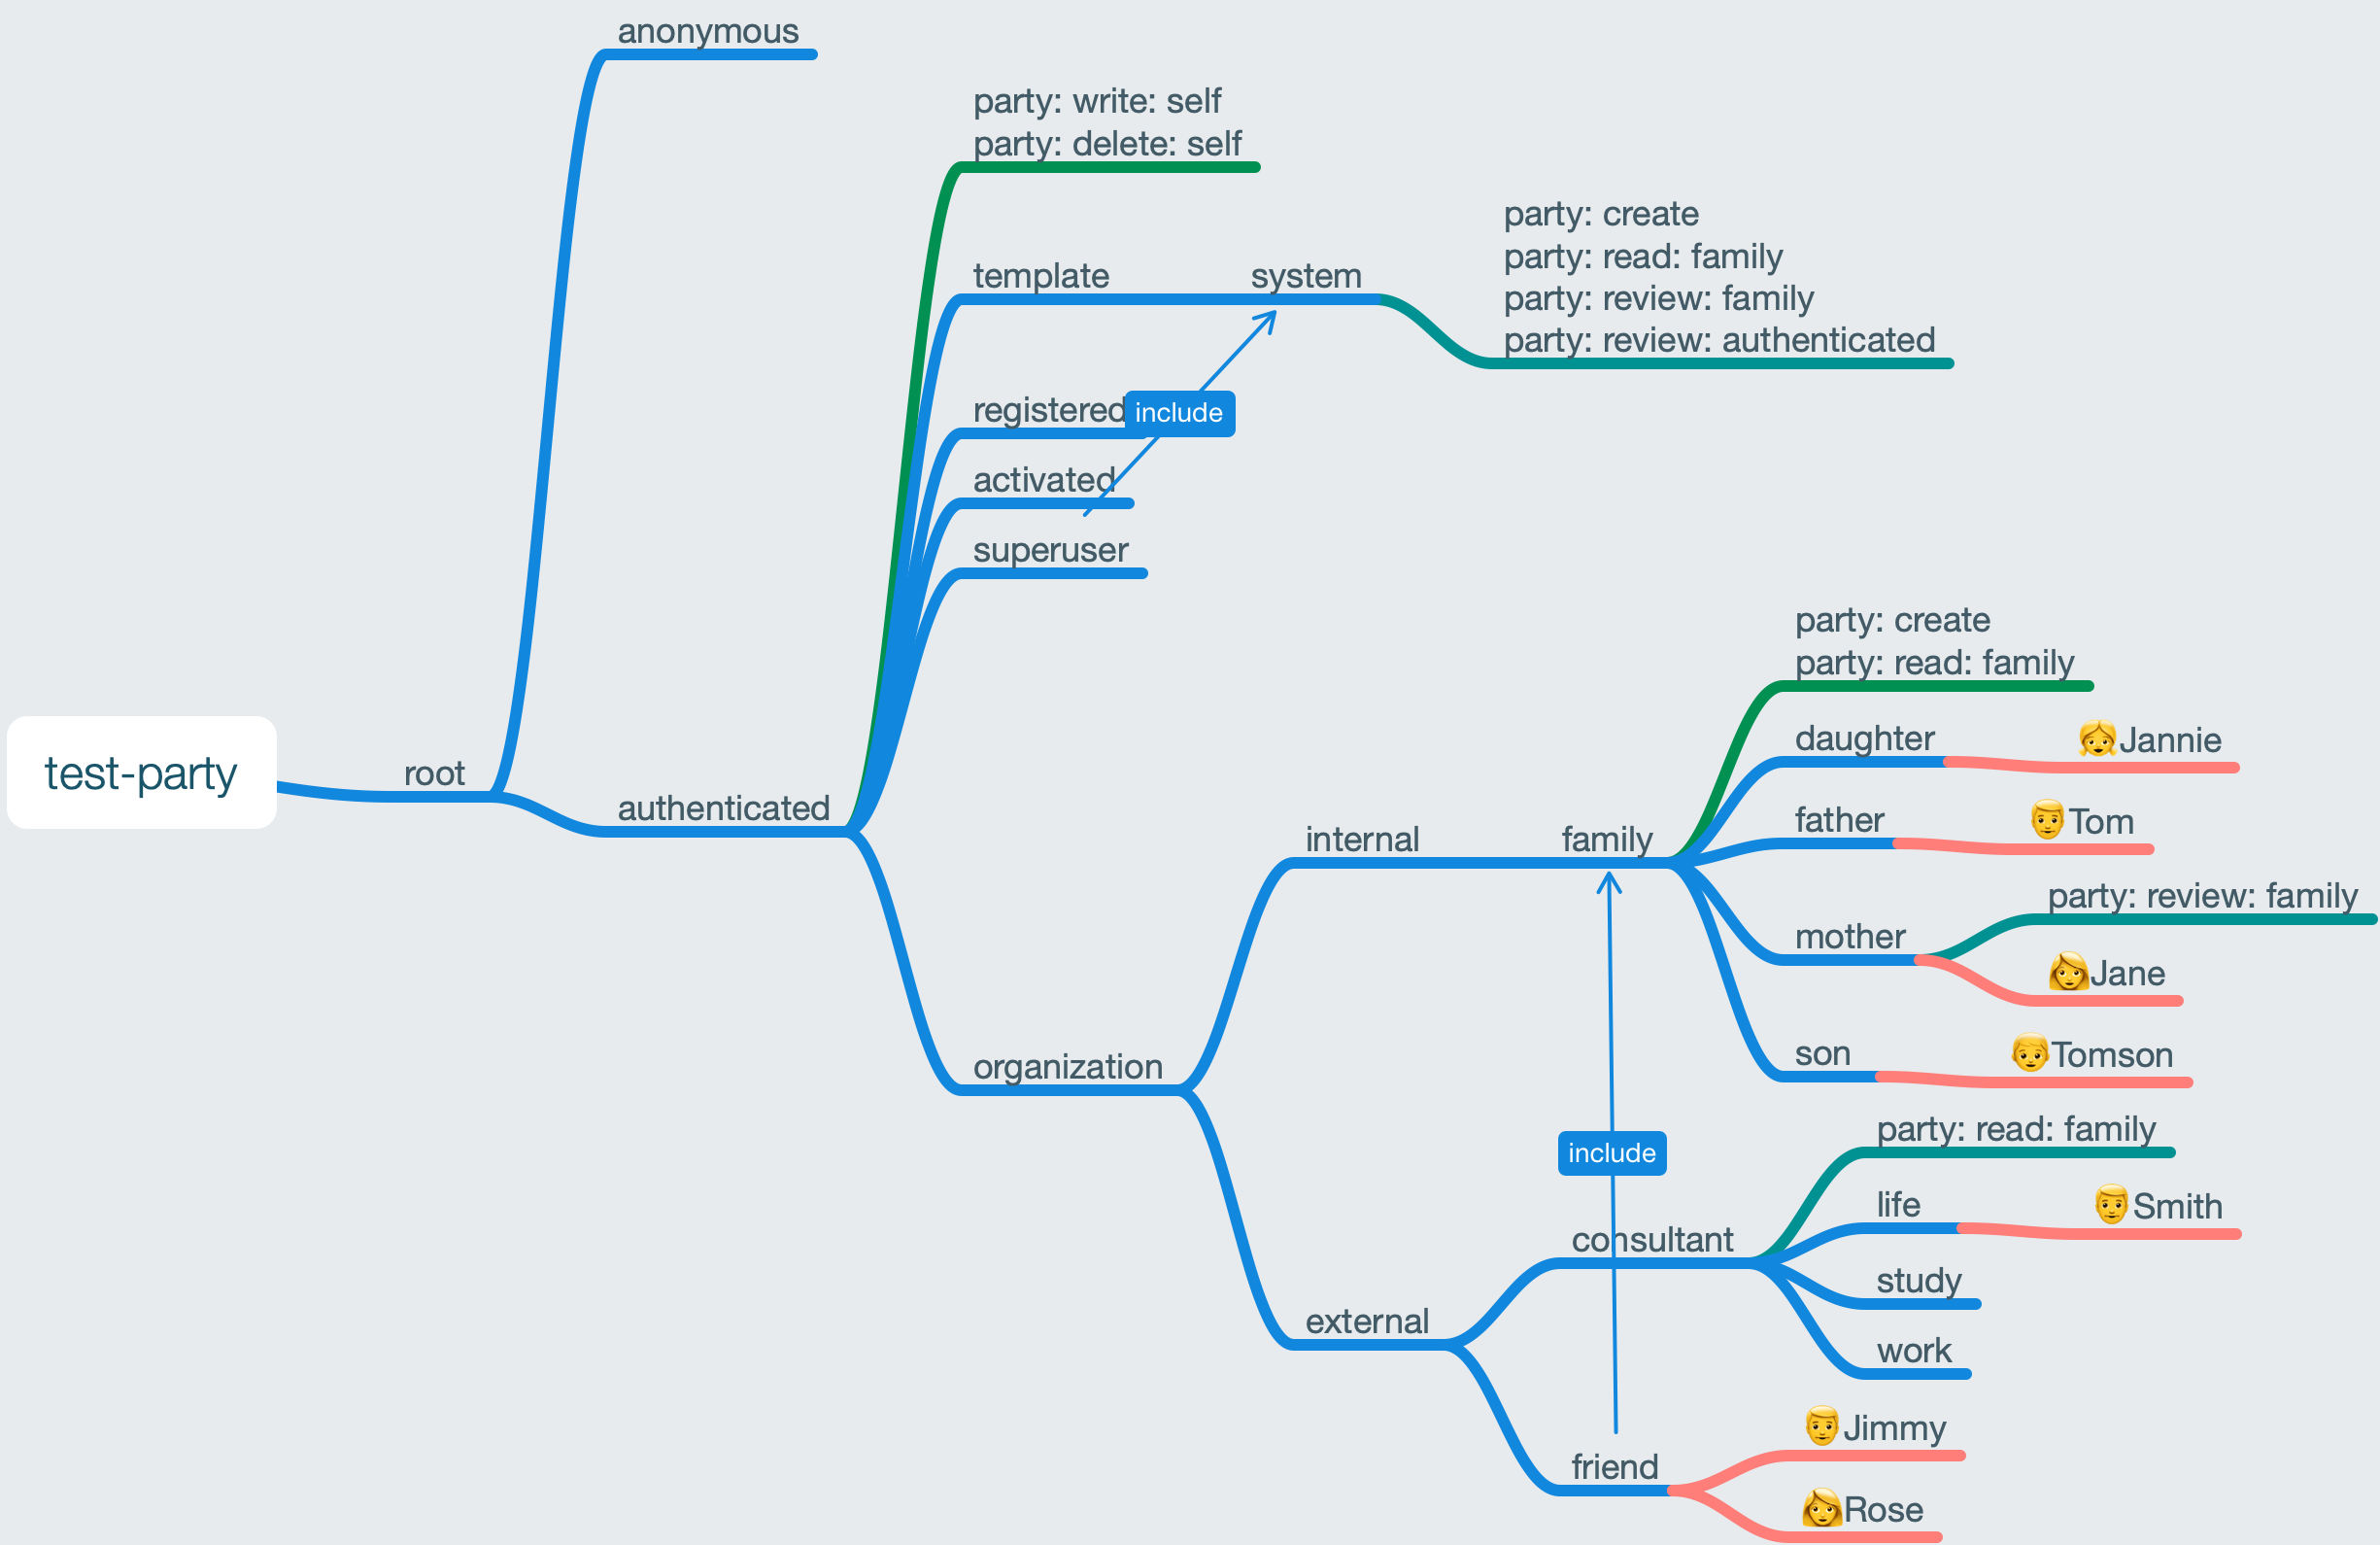 anonymous
party: write: self
party: delete: self
template
system
party: create
party: read: family
party: review: family
party: review: authenticated
registered
include
activated
superuser
test-party
root
authenticated
party: create
party: read: family
daughter
Jannie
father
Tom
internal
family
party: review: family
mother
Jane
organization
son
Tomson
include
party: read: family
life
Smith
consultant
study
external
work
Jimmy
friend
Rose